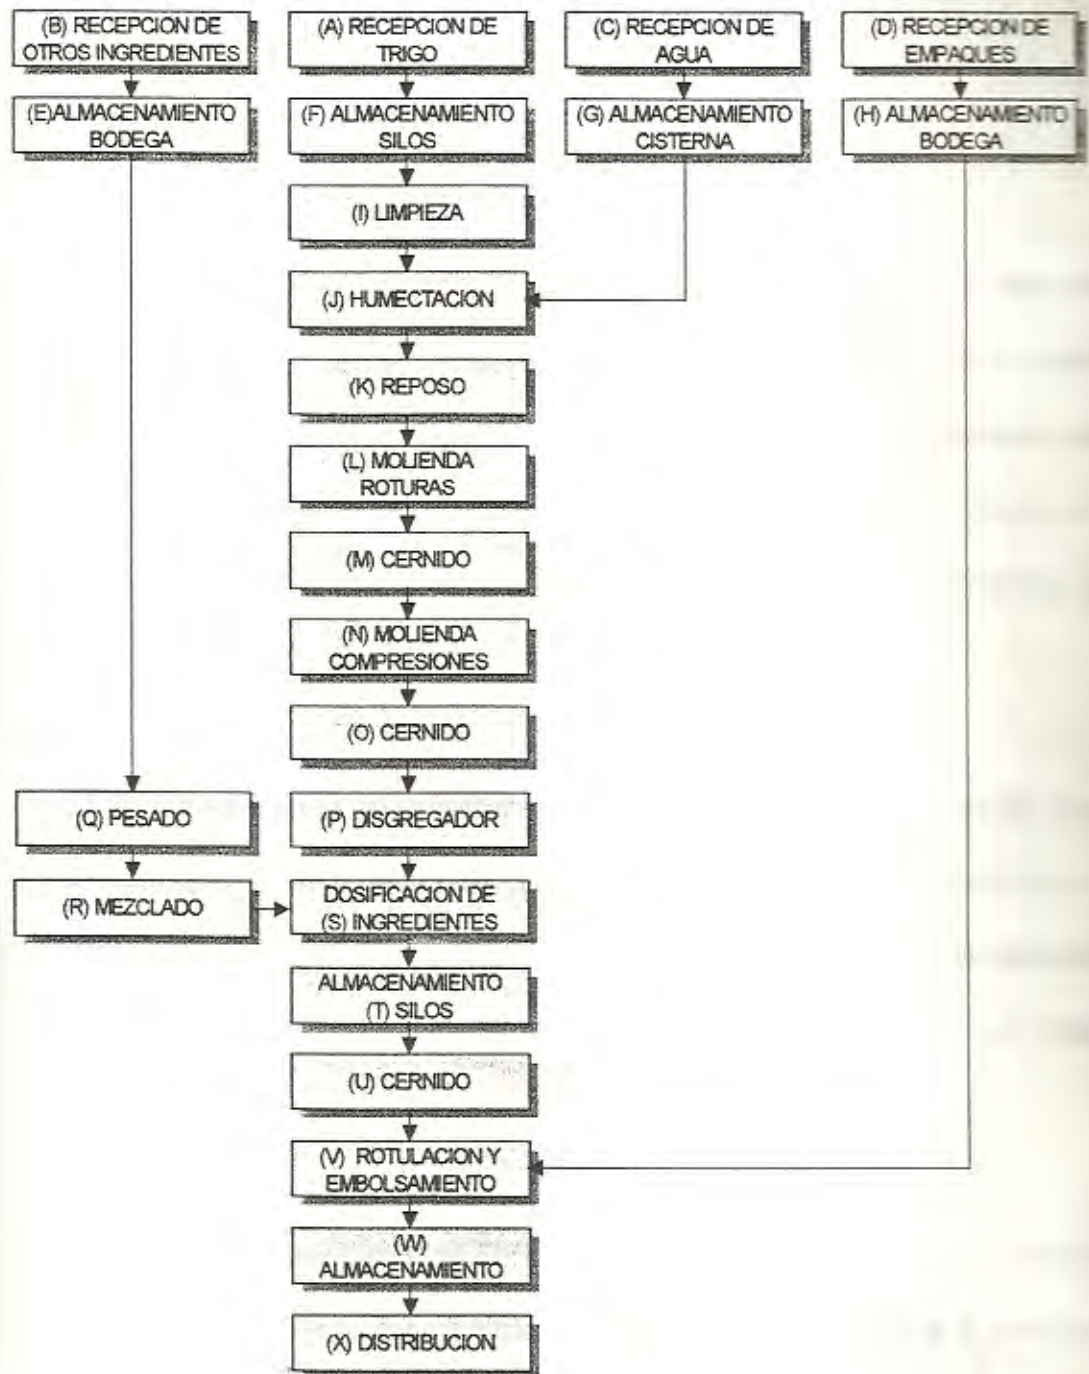 (B) RECEPCION DE
OTROS INGREDIENTES
(A) RECEPCION DE
TRIGO
(C) RECEPCION DE
AGUA
(D) RECEPCION DE
EMPAQUES
(E)ALMACENAMIENTO
BODEGA
(F) ALMACENAMIENTO
SILOS
(G) ALMACENAMIENTO
CISTERNA
(H) ALMACENAMIENTO
BODEGA
(I) LIMPIEZA
(J) HUMECTACION
(K) REPOSO
(L) MOLIENDA
ROTURAS
(M) CERNIDO
(N) MOLIENDA
COMPRESIONES
(O) CERNIDO
(Q) PESADO
(P) DISGREGADOR
(R) MEZCLADO
DOSIFICACION DE
(S) INGREDIENTES
ALMACENAMIENTO
(T) SILOS
(U) CERNIDO
(V) ROTULACION Y
EMBOLSAMIENTO
(W)
ALMACENAMIENTO
(X) DISTRIBUCION